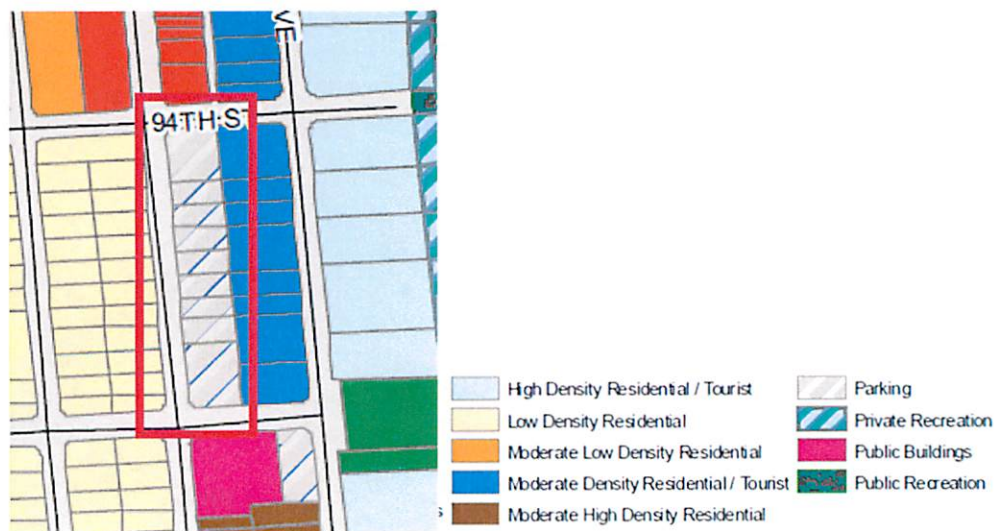 VE
94TH S
High Density Residential / Tourist
Low Density Residential
Moderate Low Density Residential
Moderate Density Residential / Tourist
s
Moderate High Density Residential
Parking
Private Recreation
Public Buildings
Public Recreation